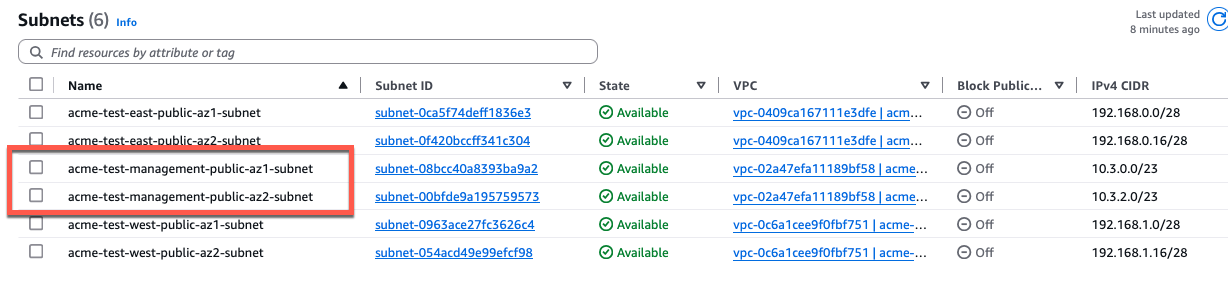 Subnets (6) Info
Last updated
8 minutes ago
Find resources by attribute or tag
Name Subnet ID State VPC Block Public... IPv4 CIDR
acme-test-east-public-az1-subnet subnet-0ca5f74deff1836e3 Available vpc-0409ca167111e3dfe | acm... Off 192.168.0.0/28
acme-test-east-public-az2-subnet subnet-0f420bccff341c304 Available vpc-0409ca167111e3dfe | acm... Off 192.168.0.16/28
acme-test-management-public-az1-subnet subnet-08bcc40a8393ba9a2 Available vpc-02a47efa11189bf58 | acme... Off 10.3.0.0/23
acme-test-management-public-az2-subnet subnet-00bfde9a195759573 Available vpc-02a47efa11189bf58 | acme... Off 10.3.2.0/23
acme-test-west-public-az1-subnet subnet-0963ace27fc3626c4 Available vpc-0c6a1cee9f0fbf751 | acme-... Off 192.168.1.0/28
acme-test-west-public-az2-subnet subnet-054acd49e99efcf98 Available vpc-0c6a1cee9f0fbf751 | acme-... Off 192.168.1.16/28